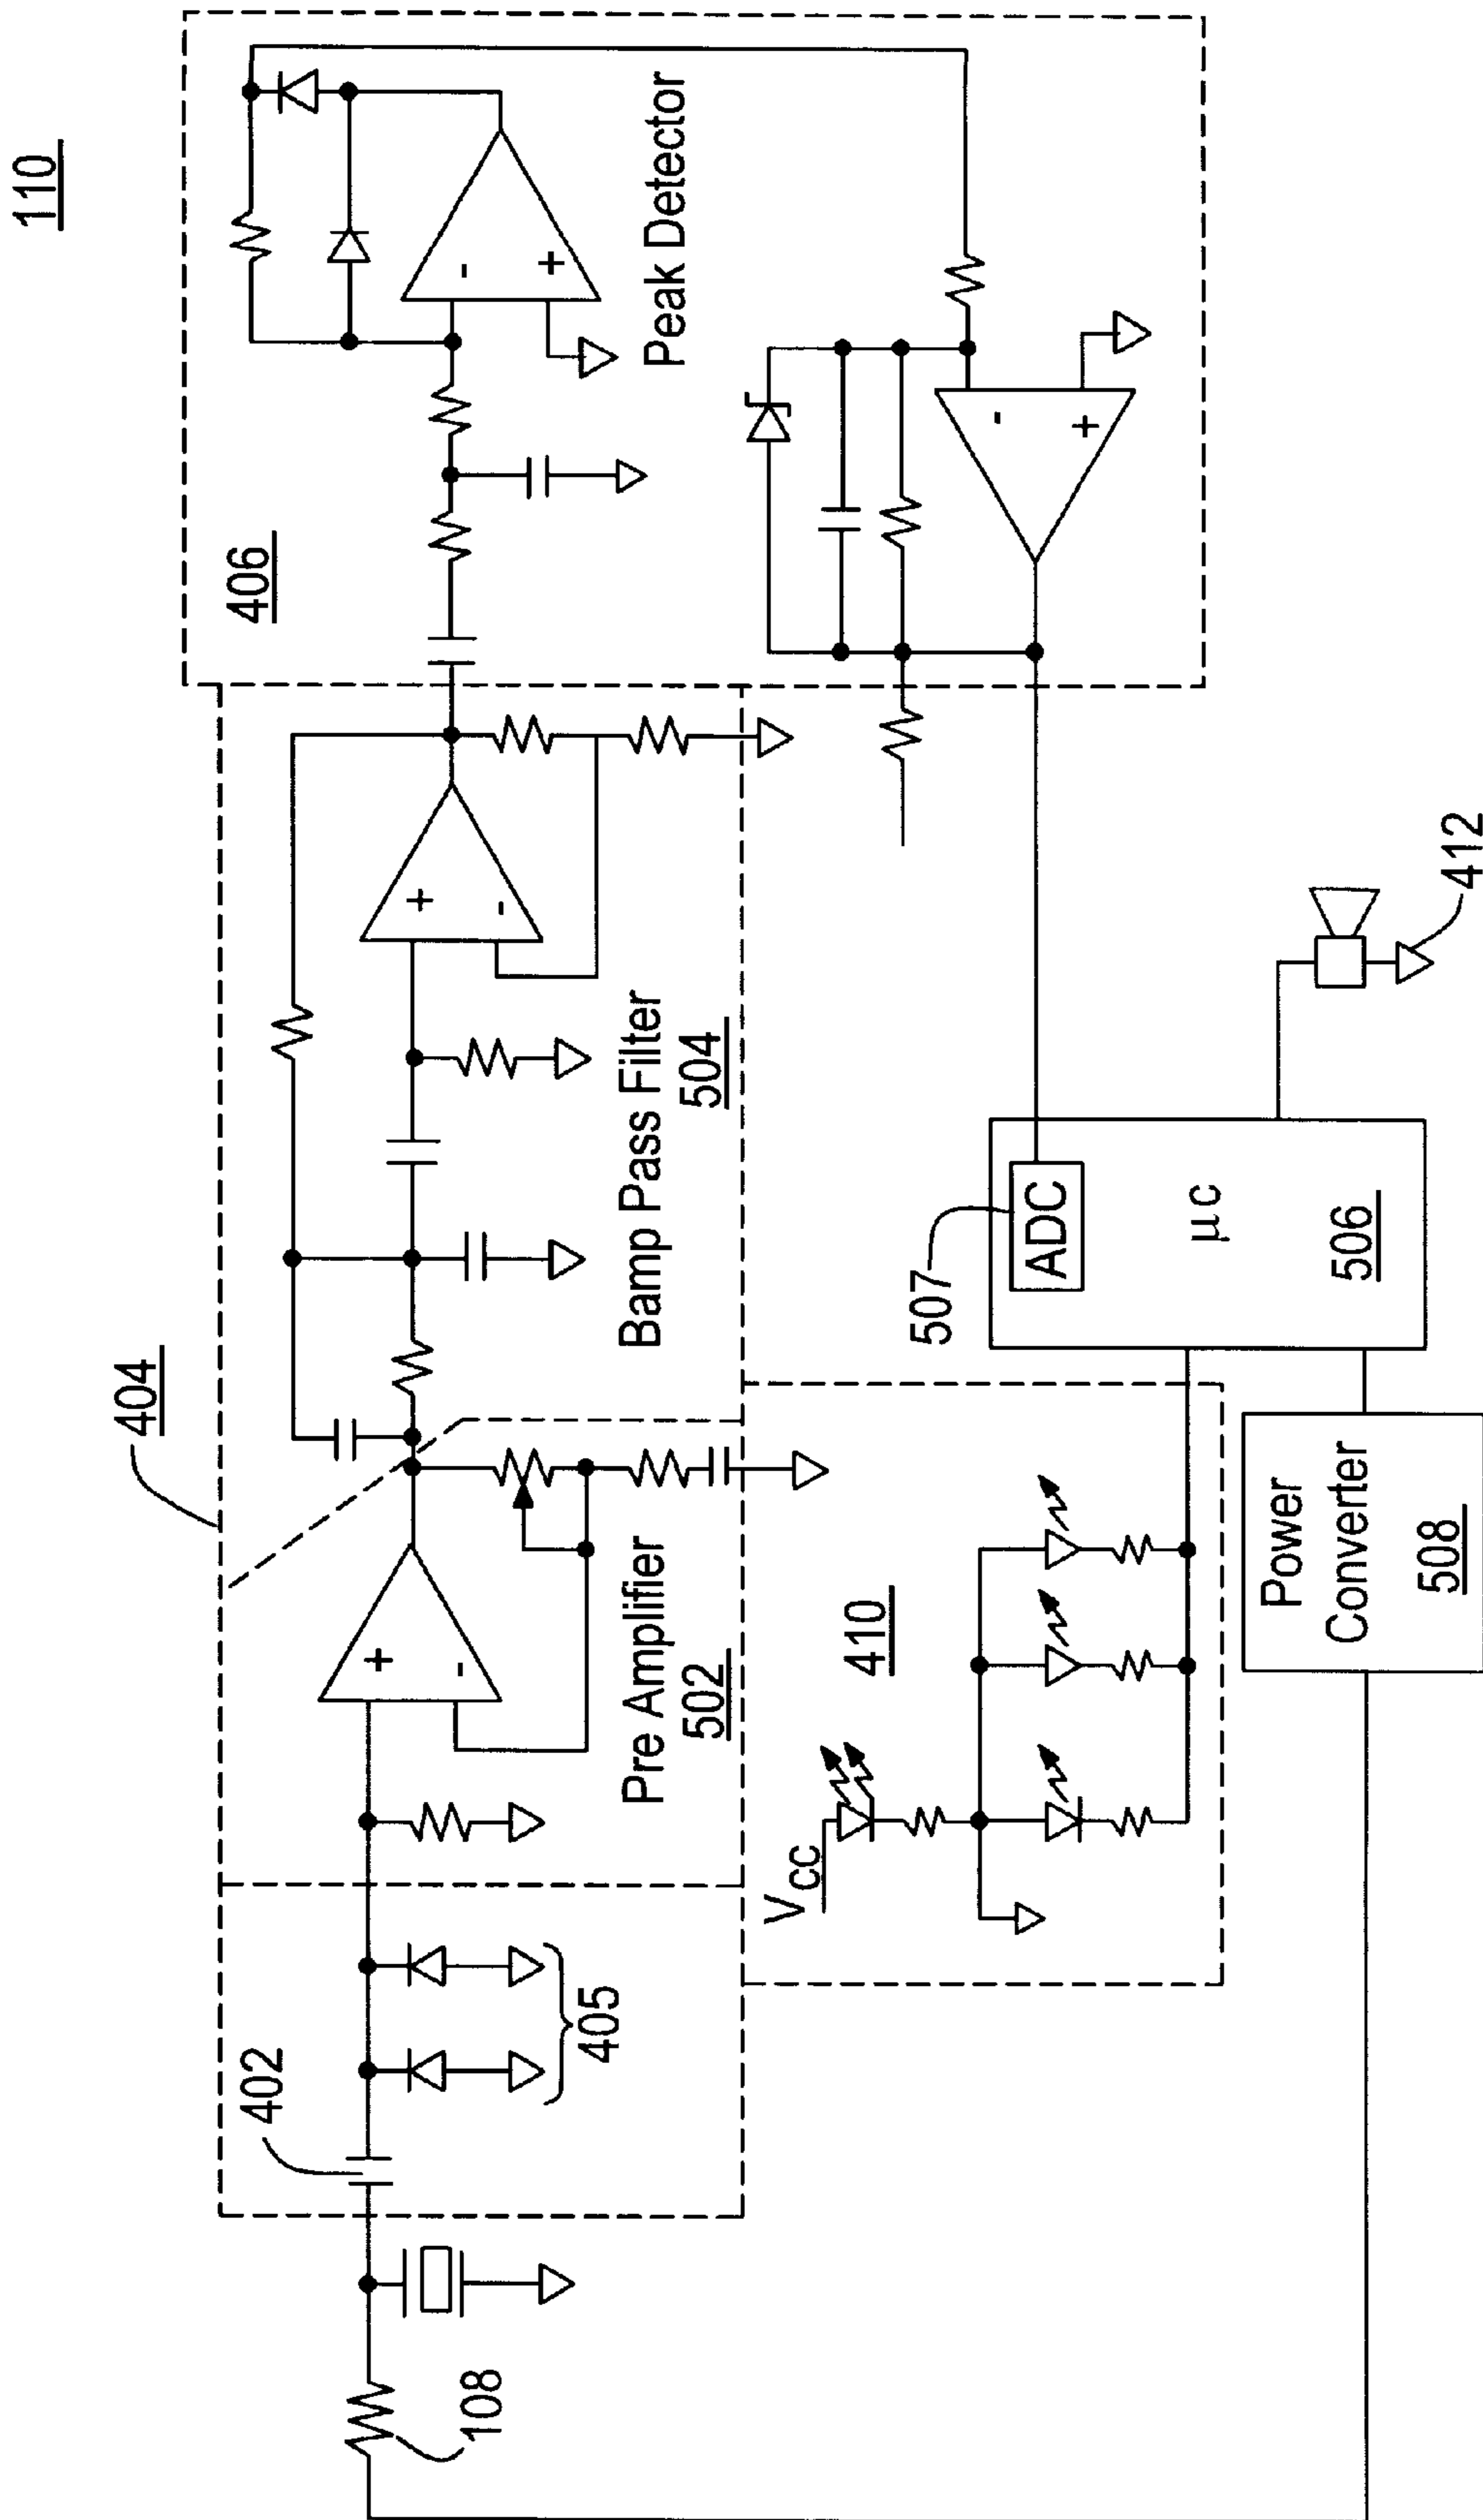 110
406
Peak Detector
-
+
404
+
-
Bamp Pass Filter
504
+
-
Pre Amplifier
502
402
405
108
-
+
507
ADC
µc
506
412
410
Vcc
Power
Converter
508